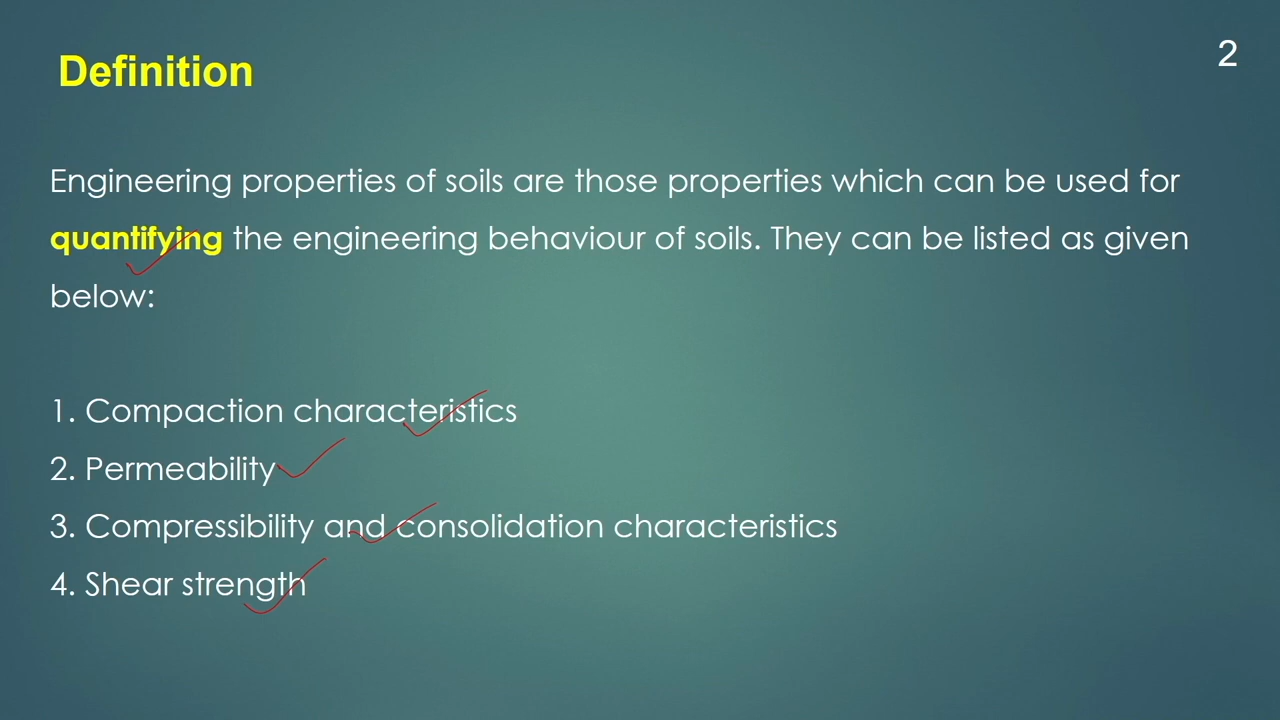 2
Definition
Engineering properties of soils are those properties which can be used for
quantifying the engineering behaviour of soils. They can be listed as given
below:
1. Compaction characteristics
2. Permeability
3. Compressibility and consolidation characteristics
4. Shear strength